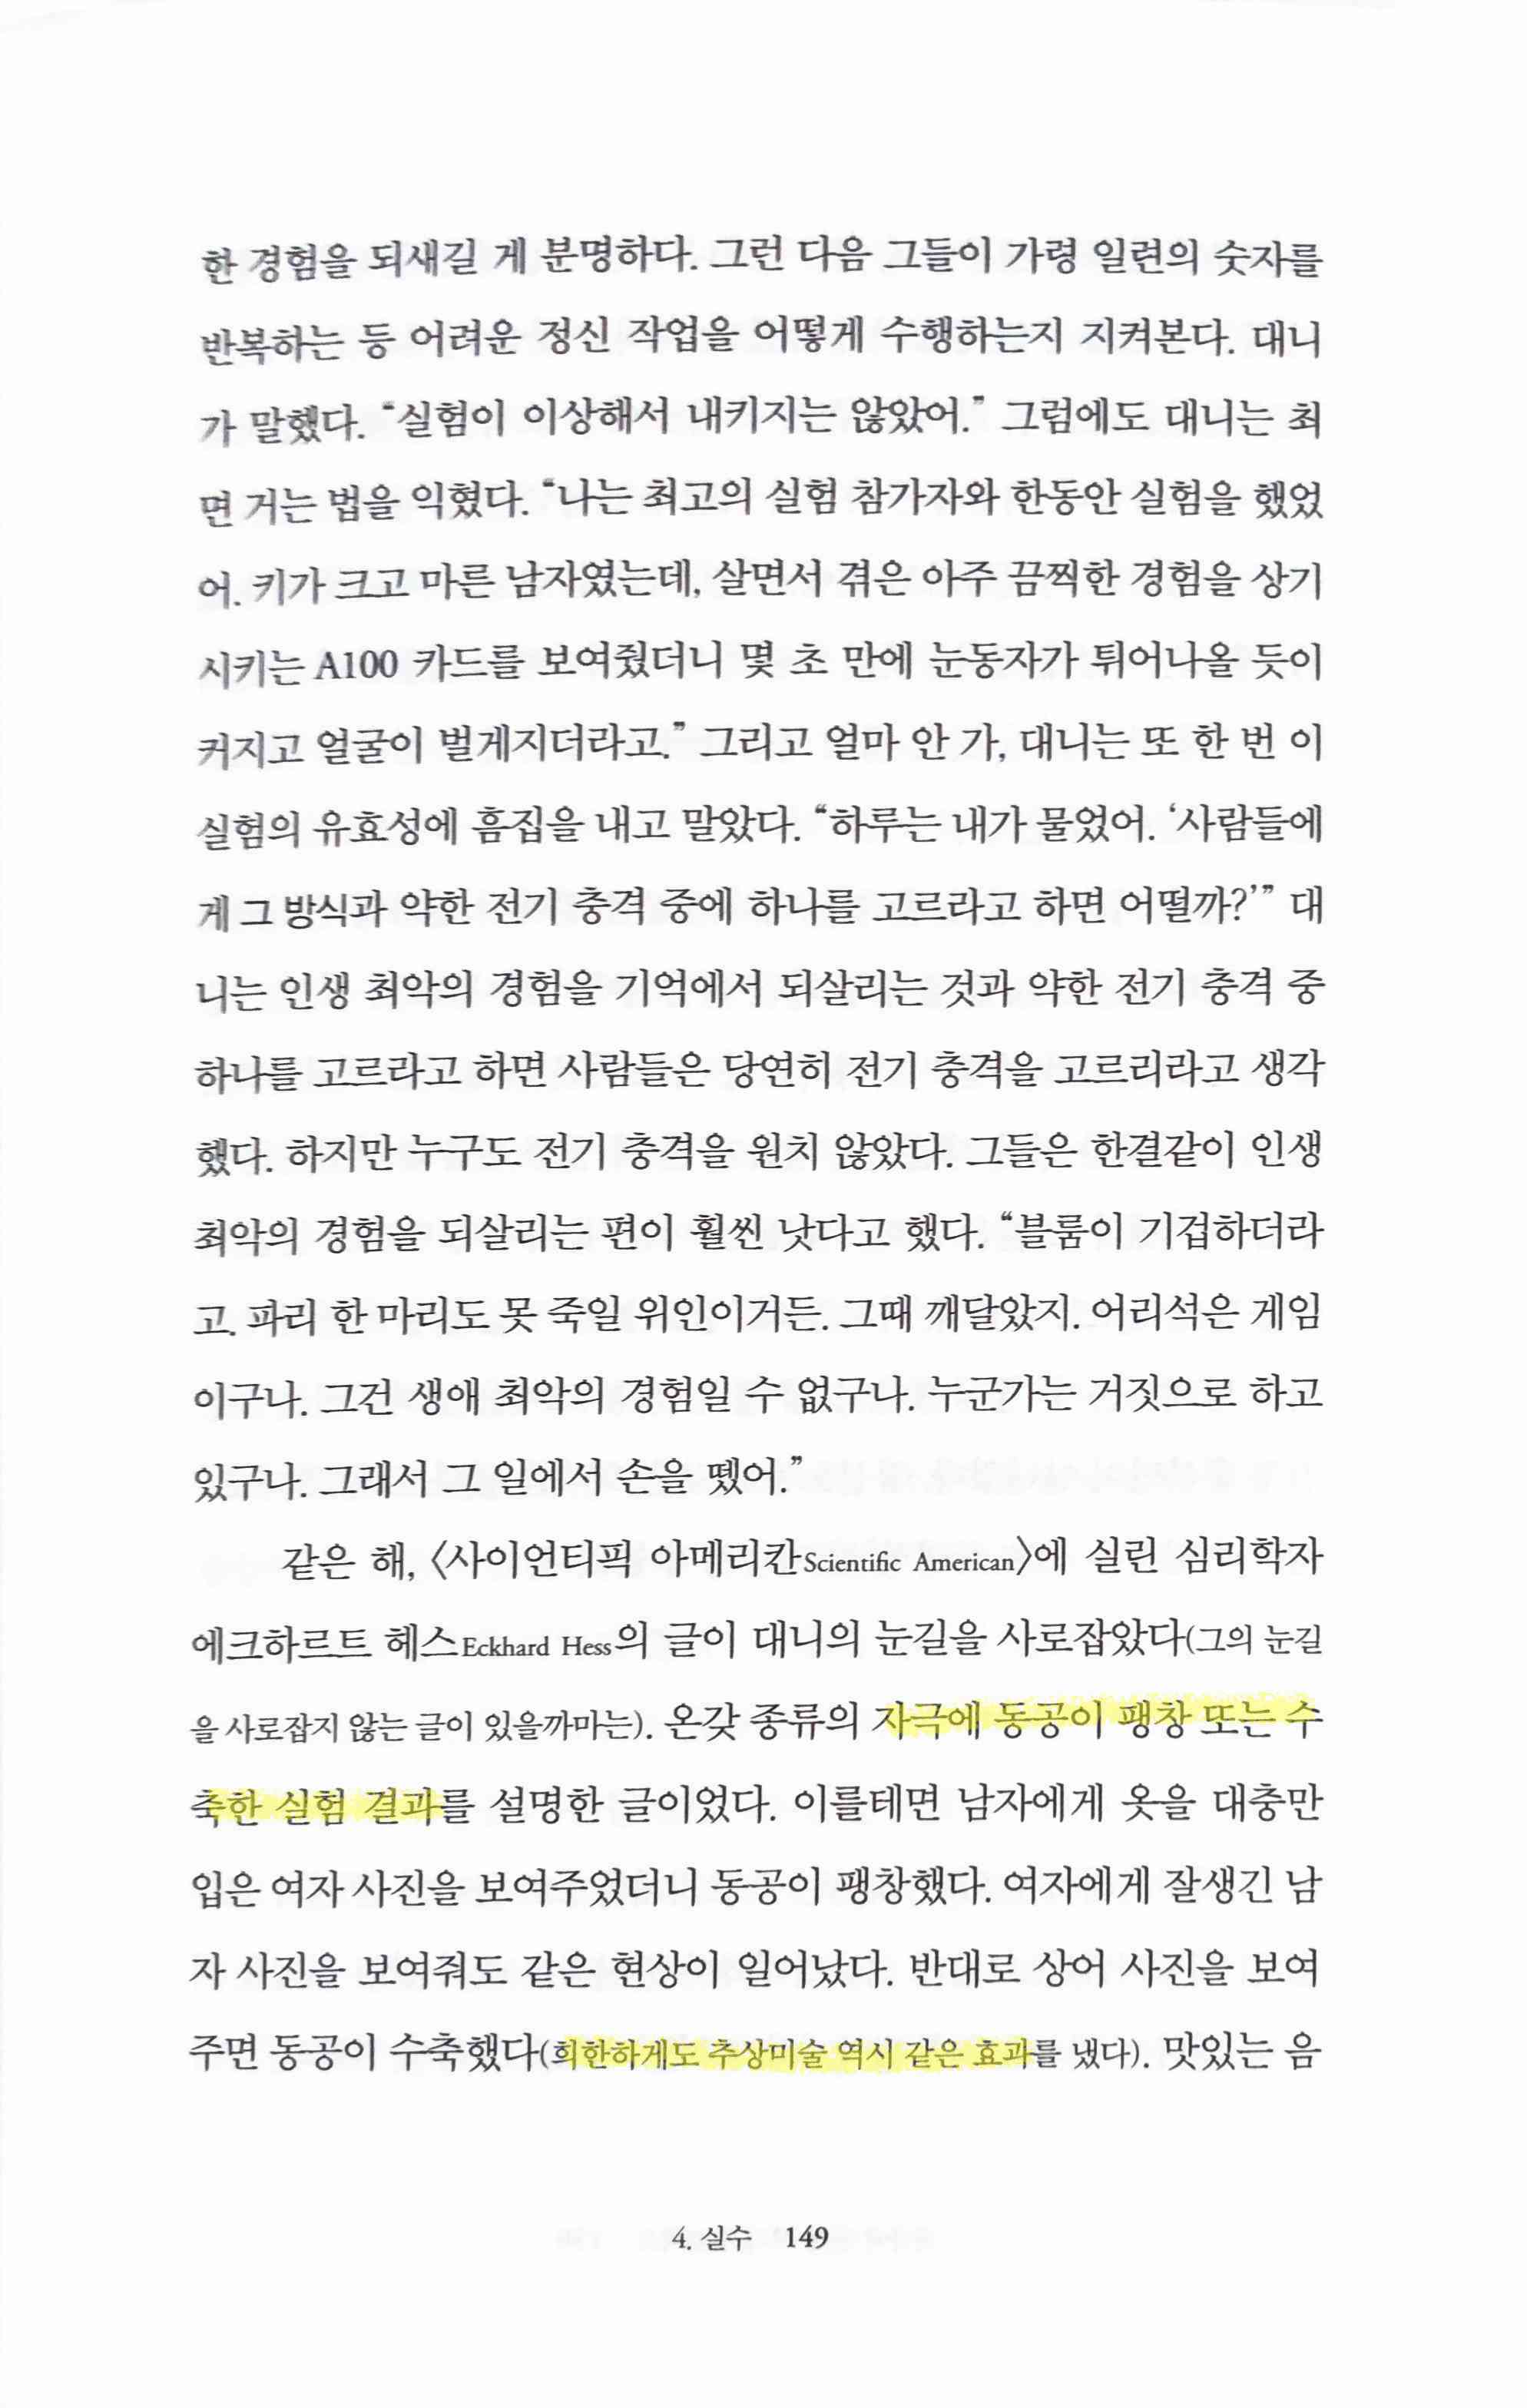 한 경험을 되새길 게 분명하다. 그런 다음 그들이 가령 일련의 숫자를
반복하는 등 어려운 정신 작업을 어떻게 수행하는지 지켜본다. 대니
가 말했다. “실험이 이상해서 내키지는 않았어.” 그럼에도 대니는 최
면 거는 법을 익혔다. “나는 최고의 실험 참가자와 한동안 실험을 했었
어. 키가 크고 마른 남자였는데, 살면서 겪은 아주 끔찍한 경험을 상기
시키는 A100 카드를 보여줬더니 몇 초 만에 눈동자가 튀어나올 듯이
커지고 얼굴이 벌게지더라고.” 그리고 얼마 안 가, 대니는 또 한 번 이
실험의 유효성에 흠집을 내고 말았다. “하루는 내가 물었어. ‘사람들에
게 그 방식과 약한 전기 충격 중에 하나를 고르라고 하면 어떨까?’” 대
니는 인생 최악의 경험을 기억에서 되살리는 것과 약한 전기 충격 중
하나를 고르라고 하면 사람들은 당연히 전기 충격을 고르리라고 생각
했다. 하지만 누구도 전기 충격을 원치 않았다. 그들은 한결같이 인생
최악의 경험을 되살리는 편이 훨씬 낫다고 했다. “블룸이 기겁하더라
고. 파리 한 마리도 못 죽일 위인이거든. 그때 깨달았지. 어리석은 게임
이구나. 그건 생애 최악의 경험일 수 없구나. 누군가는 거짓으로 하고
있구나. 그래서 그 일에서 손을 뗐어.”
같은 해, 〈사이언티픽 아메리칸Scientific American〉에 실린 심리학자
에크하르트 헤스Eckhard Hess의 글이 대니의 눈길을 사로잡았다(그의 눈길
을 사로잡지 않는 글이 있을까마는). 온갖 종류의 자극에 동공이 팽창 또는 수
축한 실험 결과를 설명한 글이었다. 이를테면 남자에게 옷을 대충만
입은 여자 사진을 보여주었더니 동공이 팽창했다. 여자에게 잘생긴 남
자 사진을 보여줘도 같은 현상이 일어났다. 반대로 상어 사진을 보여
주면 동공이 수축했다(희한하게도 추상미술 역시 같은 효과를 냈다). 맛있는 음
4. 실수 149